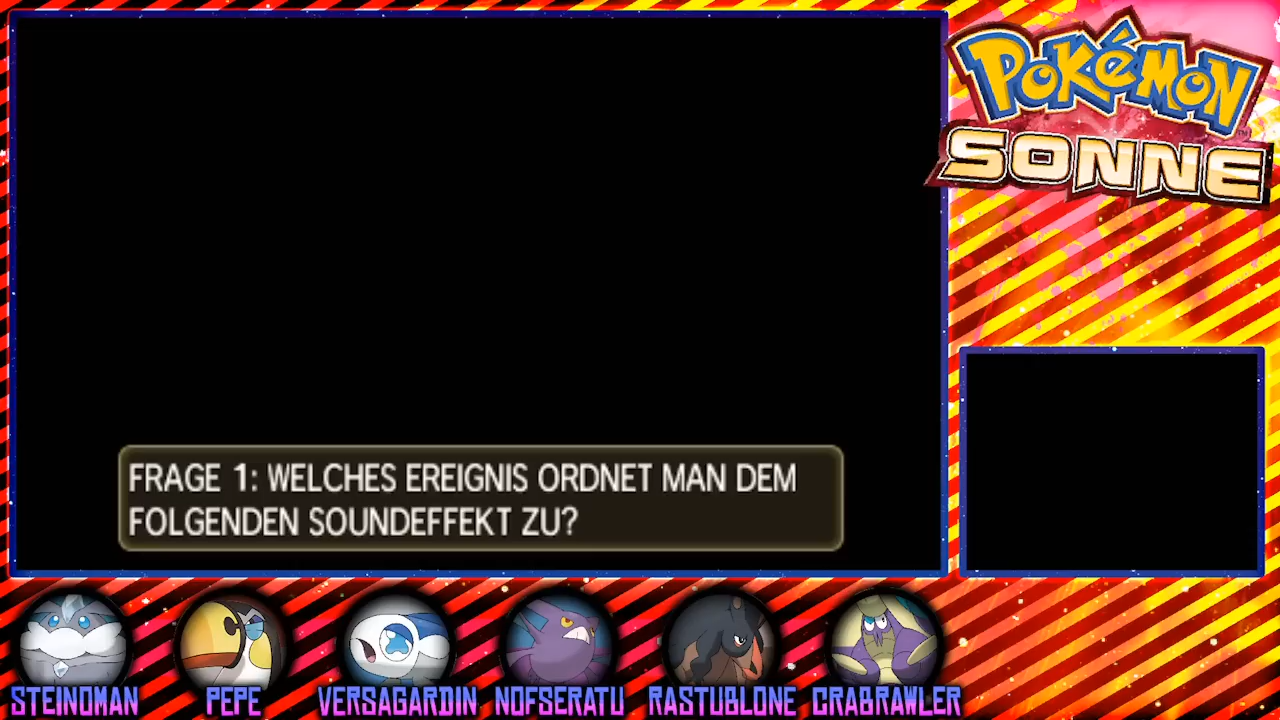 POKÉMON
SONNE
FRAGE 1: WELCHES EREIGNIS ORDNET MAN DEM
FOLGENDEN SOUNDEFFEKT ZU?
STEINOMAN PEPE VERSAGARDIN NOFSERATU RASTUBLONE CRABRAWLER